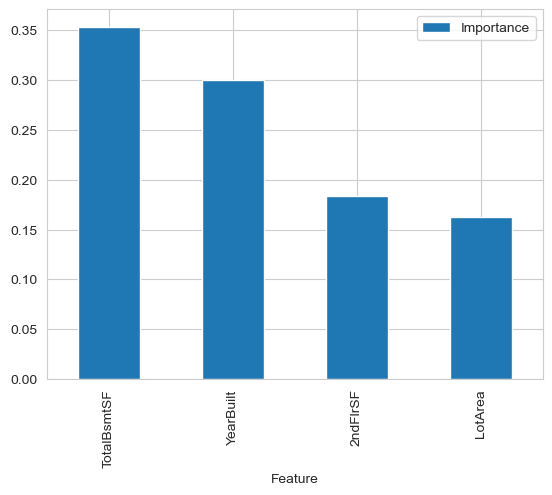 Importance
0.35
0.30
0.25
0.20
0.15
0.10
0.05
0.00
TotalBsmtSF
YearBuilt
2ndFlrSF
LotArea
Feature